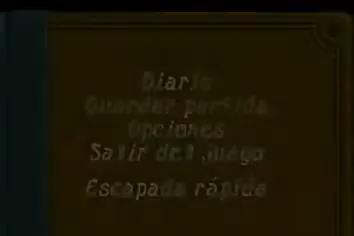 Diario
Guardar partida
Opciones
Salir del juego
Escapada rápida